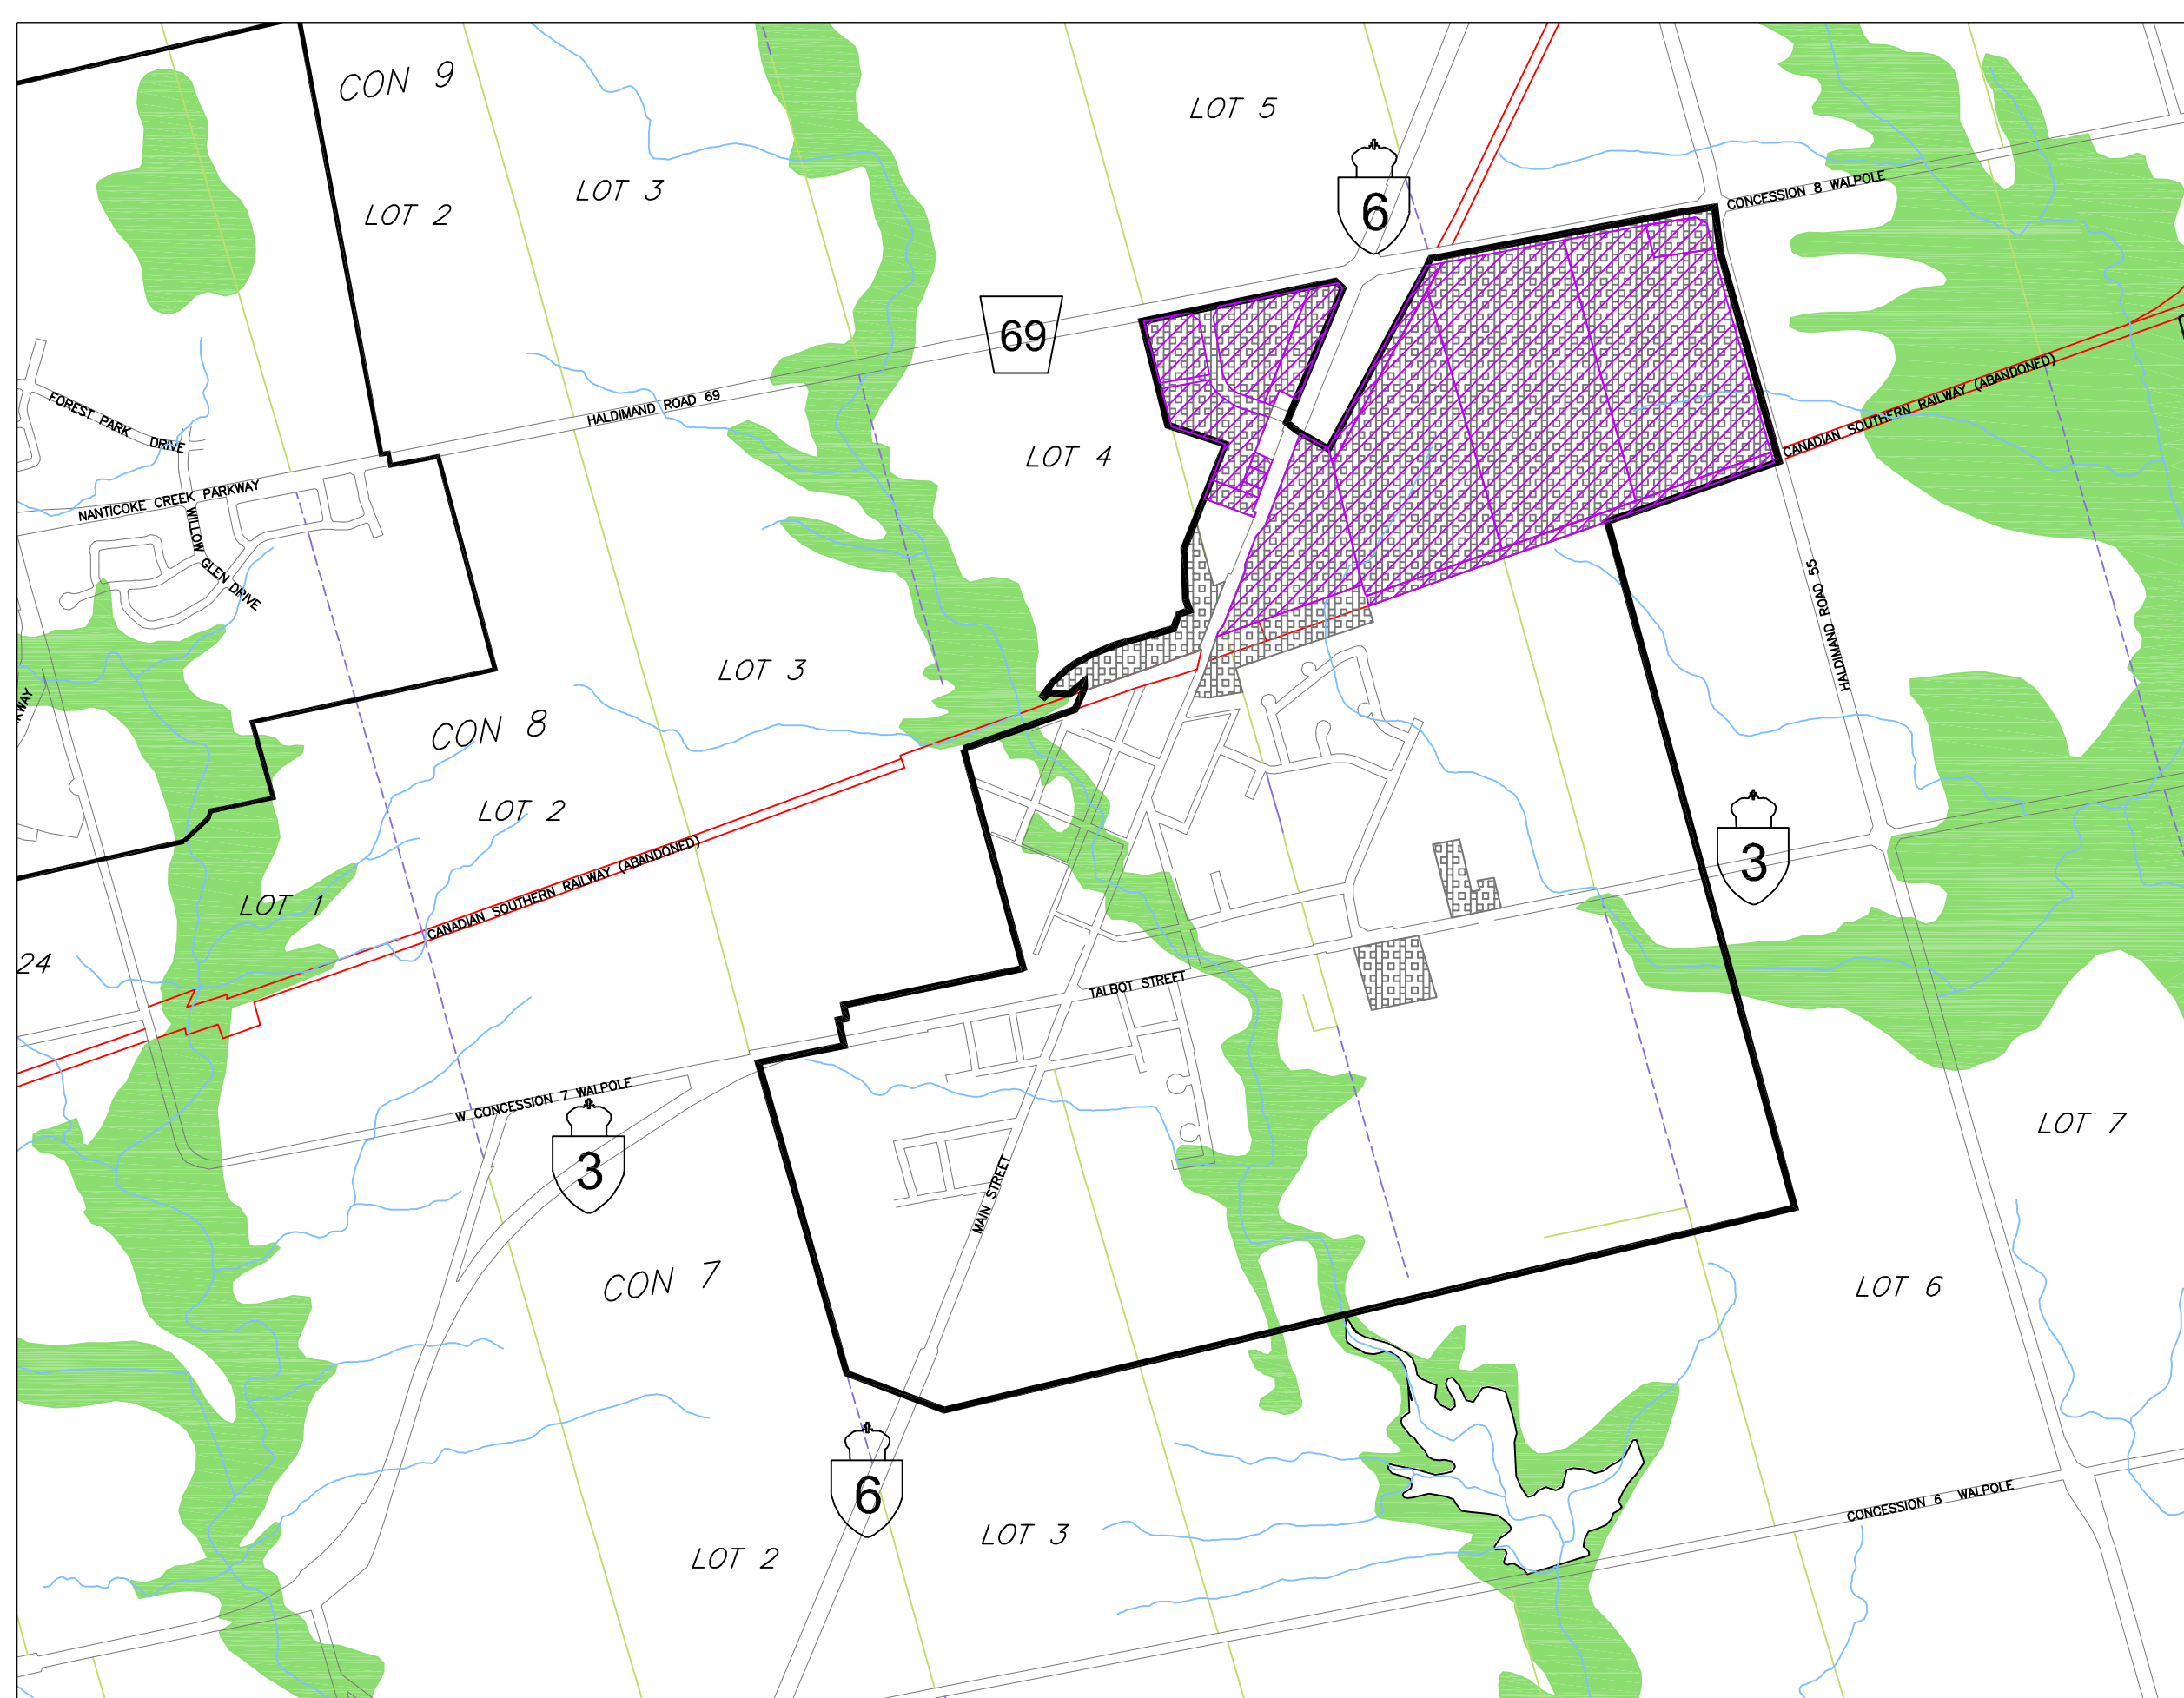 CON 9
LOT 5
LOT 3
LOT 2
6
CONCESSION 8 WALPOLE
69
HALDIMAND ROAD 69
FOREST PARK DRIVE
CANADIAN SOUTHERN RAILWAY (ABANDONED)
LOT 4
NANTICOKE CREEK PARKWAY
WILLOW GLEN DRIVE
HALDIMAND ROAD 55
LOT 3
CON 8
LOT 2
3
CANADIAN SOUTHERN RAILWAY (ABANDONED)
LOT 1
24
TALBOT STREET
W CONCESSION 7 WALPOLE
3
LOT 7
MAIN STREET
CON 7
LOT 6
6
CONCESSION 6 WALPOLE
LOT 3
LOT 2